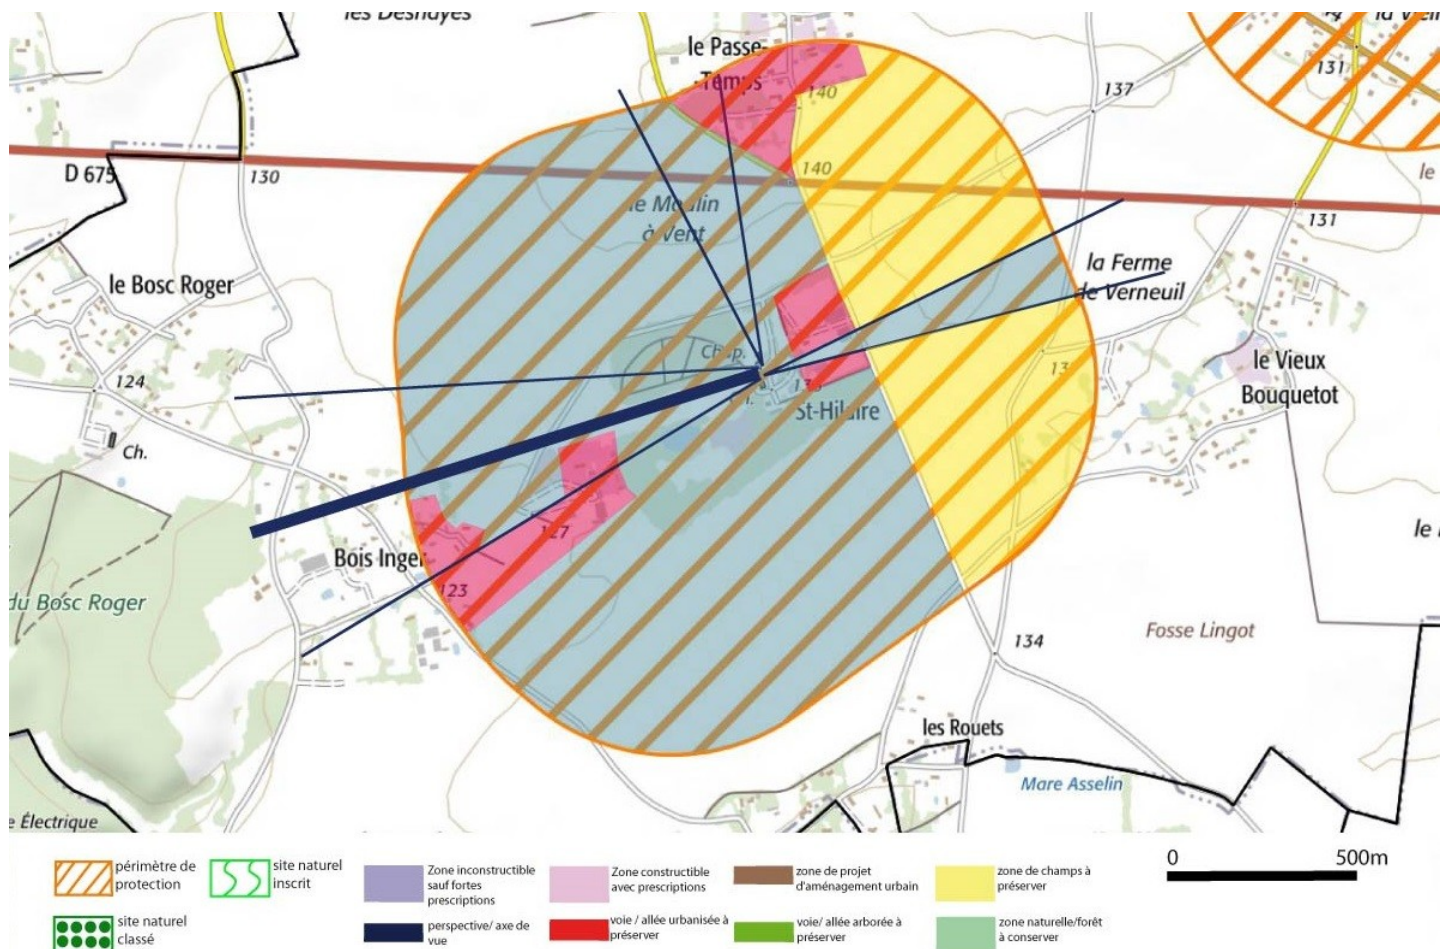 les Deshayes
le Passe-
-Temps
140
131
137
D 675
130
140
le
131
le Moulin
à Vent
le Bosc Roger
la Ferme
de Verneuil
124
Chap.
13
le Vieux
Bouquetot
St-Hilaire
Ch.
127
Bois Inger
123
le
du Bosc Roger
Fosse Lingot
134
les Rouets
Mare Asselin
e Électrique
0 500m
périmètre de
protection
site naturel
inscrit
Zone inconstructible
sauf fortes
prescriptions
Zone constructible
avec prescriptions
zone de projet
d'aménagement urbain
zone de champs à
préserver
site naturel
classé
perspective/ axe de
vue
voie / allée urbanisée à
préserver
voie/ allée arborée à
préserver
zone naturelle/forêt
à conserver